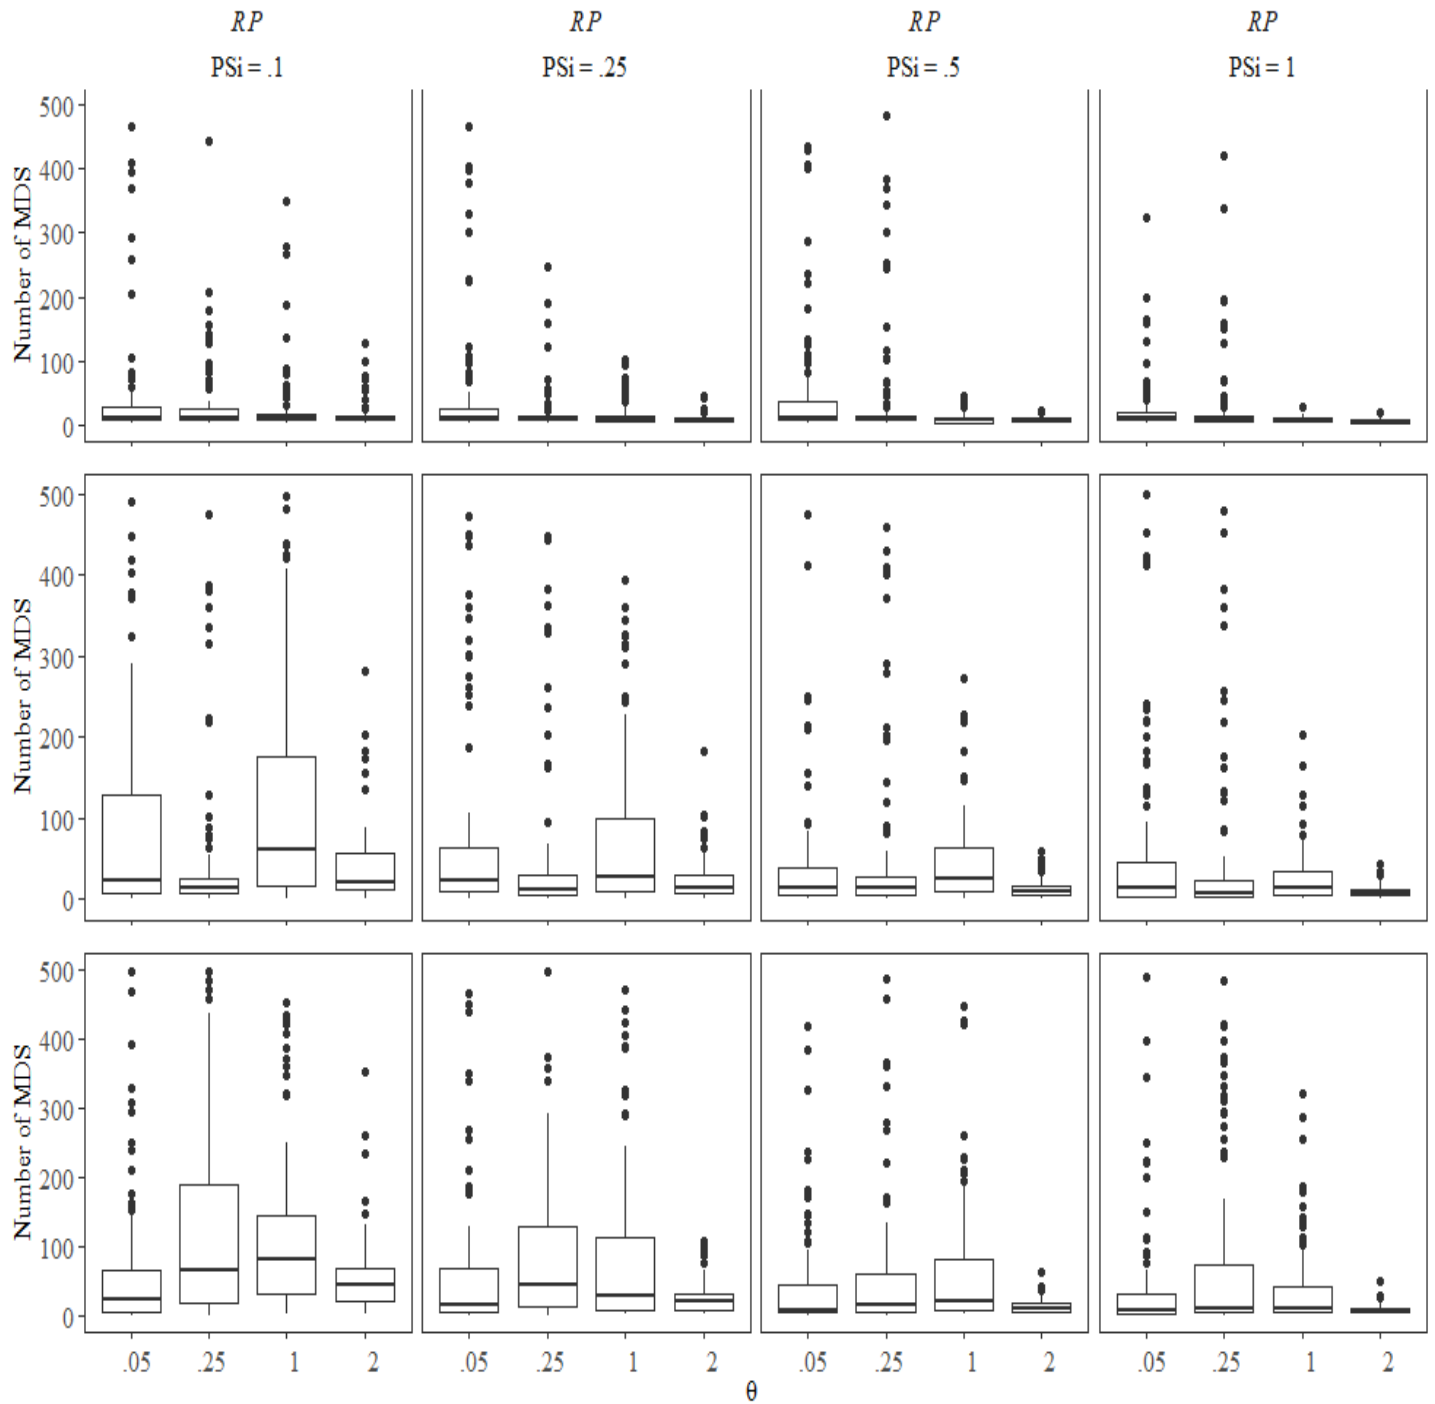 RP RP RP RP
PSi = .1 PSi = .25 PSi = .5 PSi = 1
Number of MDS
500
400
300
200
100
0
Number of MDS
500
400
300
200
100
0
Number of MDS
500
400
300
200
100
0
.05 .25 1 2 .05 .25 1 2 .05 .25 1 2 .05 .25 1 2
θ